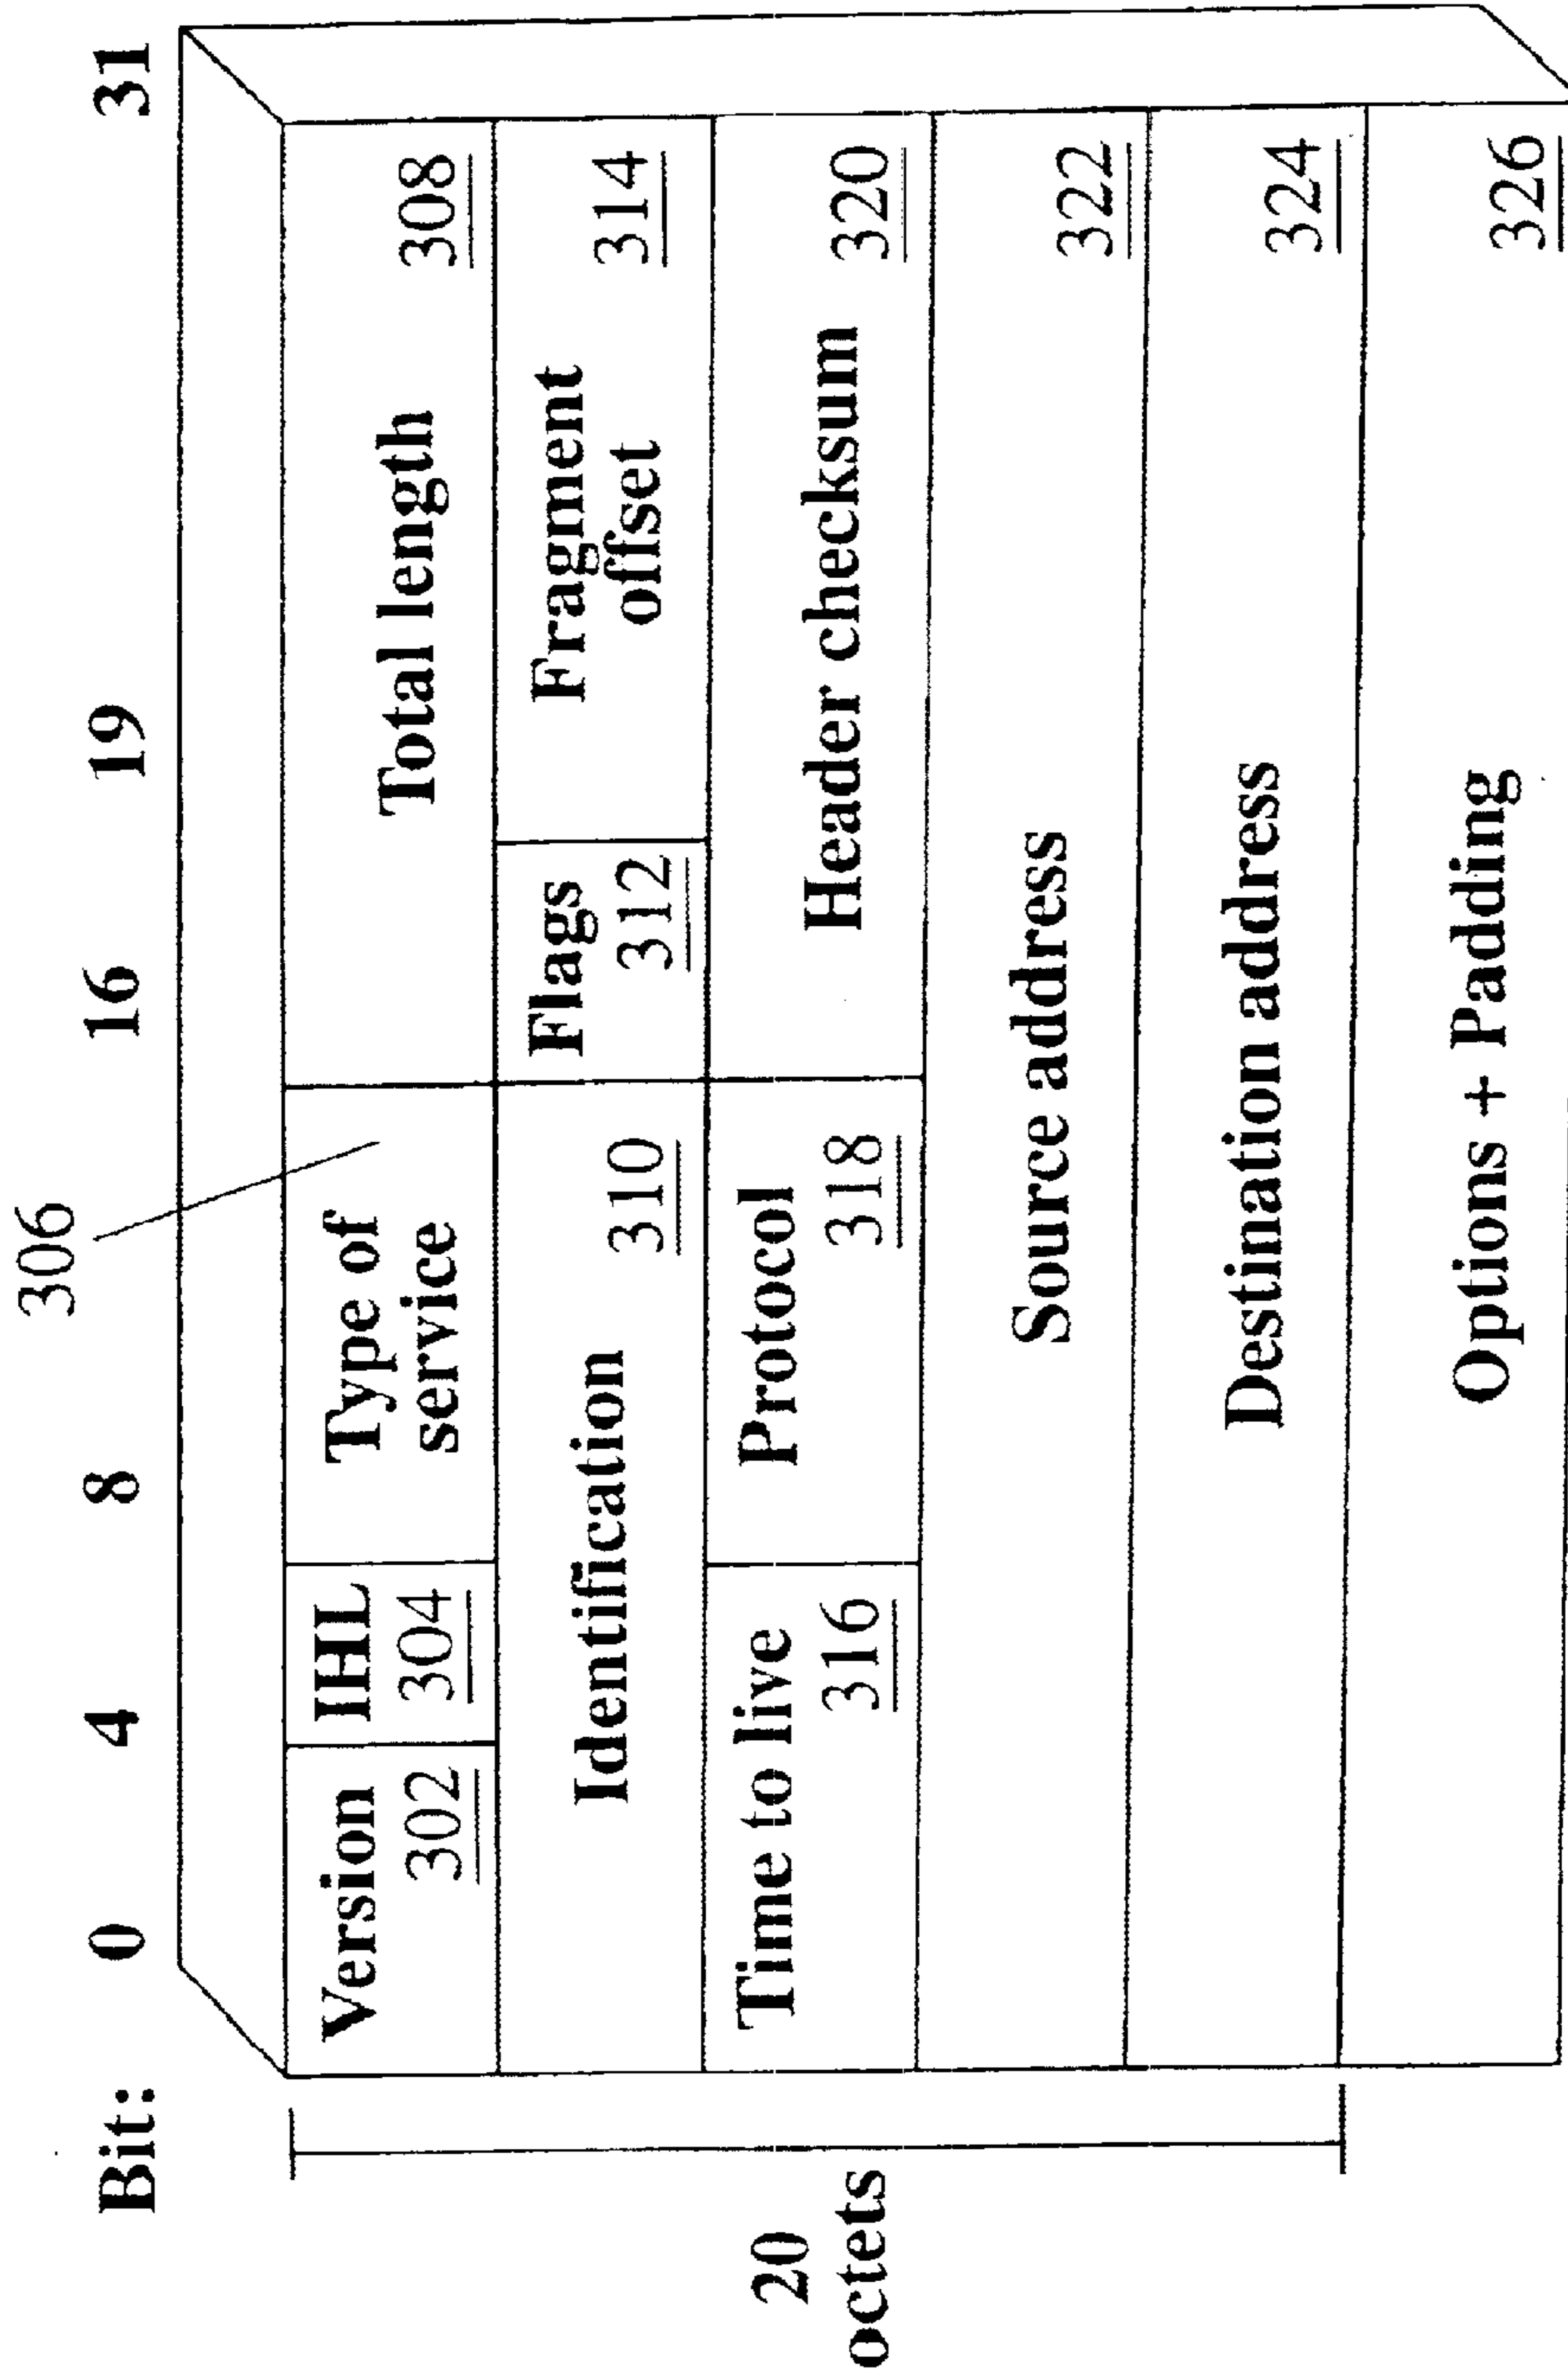 306
Bit: 0 4 8 16 19 31
Version 302
IHL 304
Type of
service
Total length 308
Identification 310
Flags
312
Fragment
offset 314
Time to live
316
Protocol
318
Header checksum 320
Source address 322
Destination address 324
Options + Padding 326
20
octets